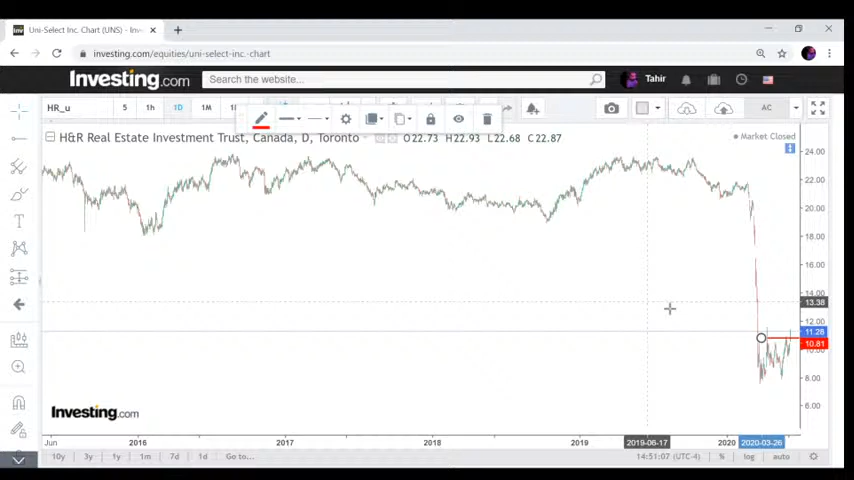 Uni-Select Inc. Chart (UNS) - Inv
investing.com/equities/uni-select-inc.-chart
Investing.com
Search the website...
Tahir
HR_u
5
1h
1D
1M
AC
H&R Real Estate Investment Trust, Canada, D, Toronto
O22.73 H22.93 L22.68 C22.87
Market Closed
24.00
22.00
20.00
18.00
16.00
14.00
13.38
12.00
11.28
10.81
10.00
8.00
6.00
Investing.com
Jun
2016
2017
2018
2019
2019-06-17
2020
2020-03-26
10y
3y
1y
1m
7d
1d
Go to...
14:51:07 (UTC-4)
%
log
auto